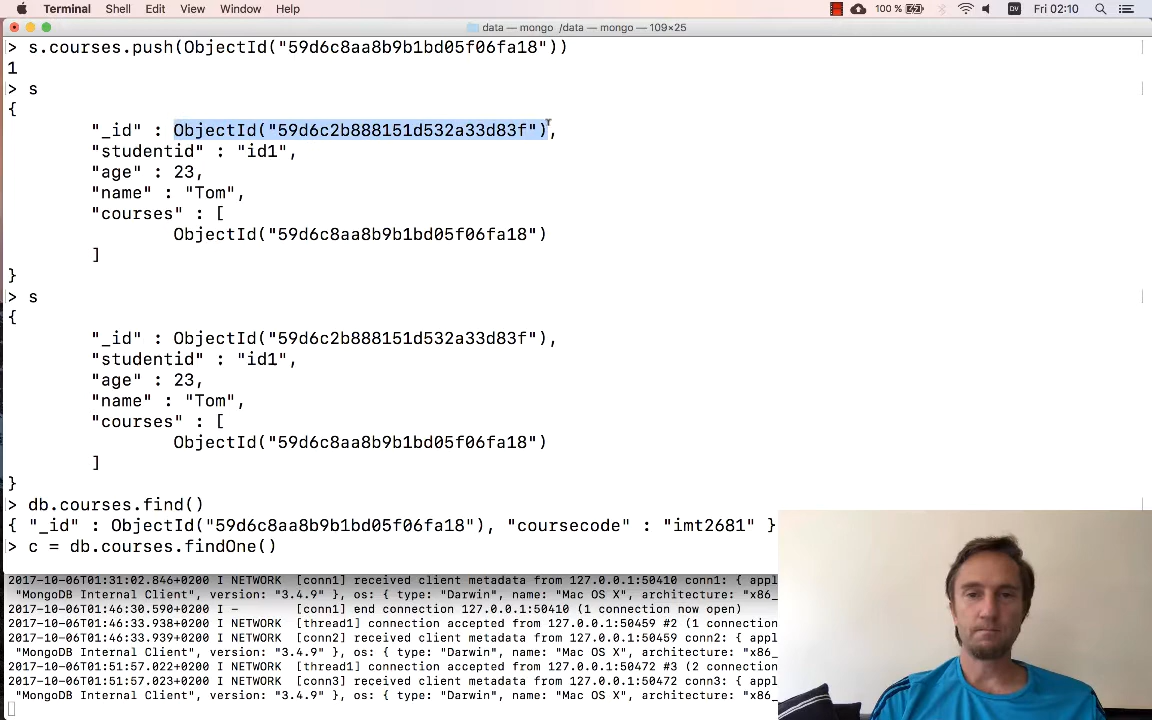 Terminal Shell Edit View Window Help 100 % DV Fri 02:10
data — mongo /data — mongo — 109×25
> s.courses.push(ObjectId("59d6c8aa8b9b1bd05f06fa18"))
1
> s
{
"_id" : ObjectId("59d6c2b888151d532a33d83f"),
"studentid" : "id1",
"age" : 23,
"name" : "Tom",
"courses" : [
ObjectId("59d6c8aa8b9b1bd05f06fa18")
]
}
> s
{
"_id" : ObjectId("59d6c2b888151d532a33d83f"),
"studentid" : "id1",
"age" : 23,
"name" : "Tom",
"courses" : [
ObjectId("59d6c8aa8b9b1bd05f06fa18")
]
}
> db.courses.find()
{ "_id" : ObjectId("59d6c8aa8b9b1bd05f06fa18"), "coursecode" : "imt2681" }
> c = db.courses.findOne()
2017-10-06T01:31:02.846+0200 I NETWORK [conn1] received client metadata from 127.0.0.1:50410 conn1: { appl
"MongoDB Internal Client", version: "3.4.9" }, os: { type: "Darwin", name: "Mac OS X", architecture: "x86_
2017-10-06T01:46:30.590+0200 I - [conn1] end connection 127.0.0.1:50410 (1 connection now open)
2017-10-06T01:46:33.938+0200 I NETWORK [thread1] connection accepted from 127.0.0.1:50459 #2 (1 connection
2017-10-06T01:46:33.939+0200 I NETWORK [conn2] received client metadata from 127.0.0.1:50459 conn2: { appl
"MongoDB Internal Client", version: "3.4.9" }, os: { type: "Darwin", name: "Mac OS X", architecture: "x86_
2017-10-06T01:51:57.022+0200 I NETWORK [thread1] connection accepted from 127.0.0.1:50472 #3 (2 connection
2017-10-06T01:51:57.023+0200 I NETWORK [conn3] received client metadata from 127.0.0.1:50472 conn3: { appl
"MongoDB Internal Client", version: "3.4.9" }, os: { type: "Darwin", name: "Mac OS X", architecture: "x86_